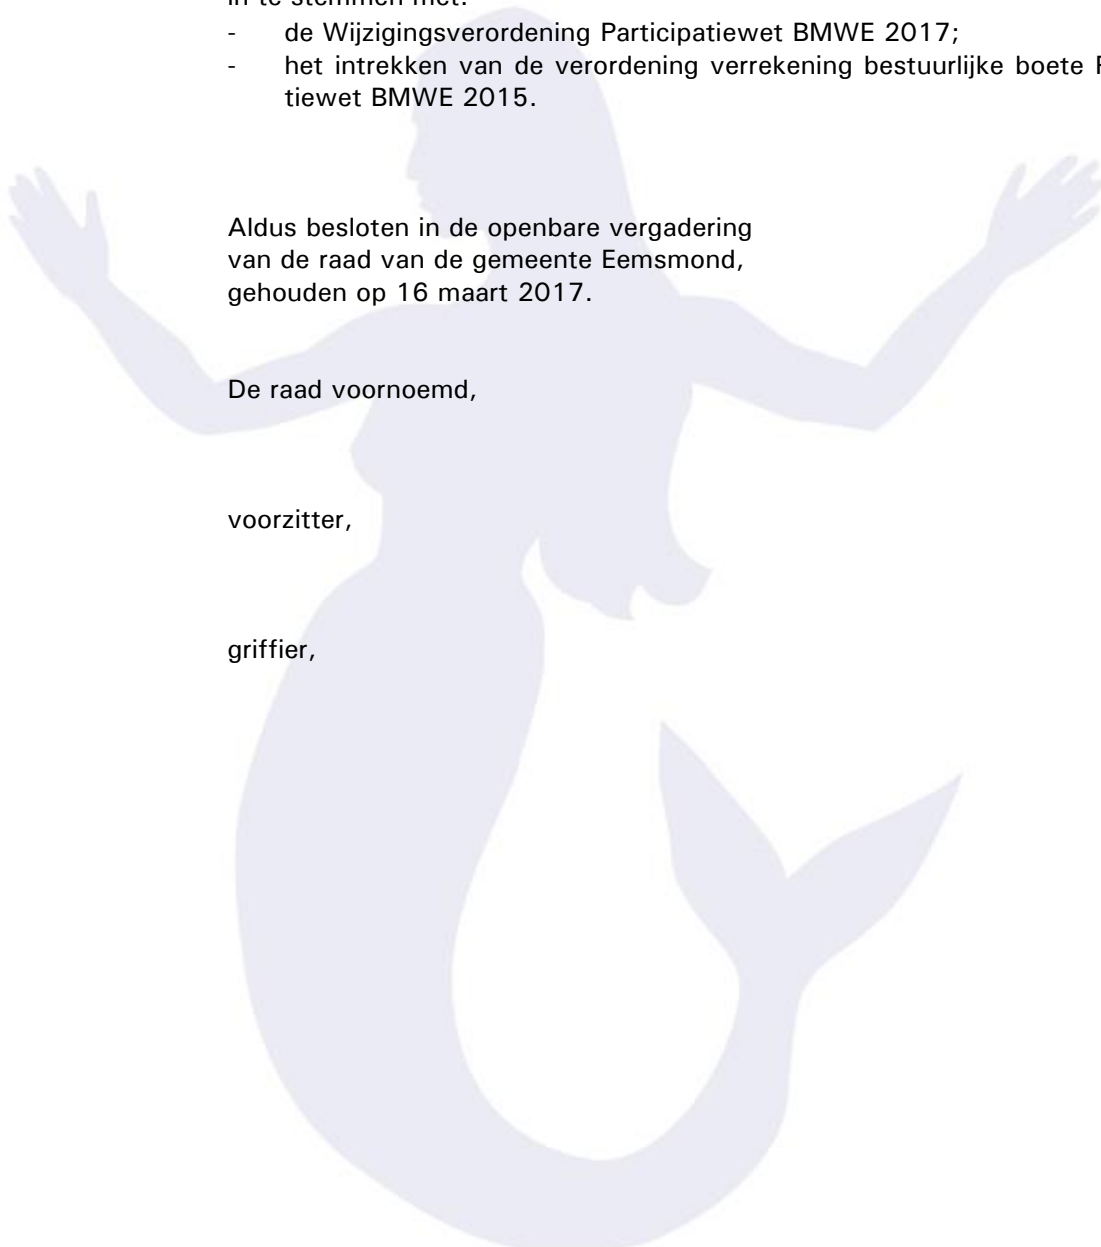 in te stemmen met:
- de Wijzigingsverordening Participatiewet BMWE 2017;
- het intrekken van de verordening verrekening bestuurlijke boete
tiewet BMWE 2015.
Aldus besloten in de openbare vergadering
van de raad van de gemeente Eemsmond,
gehouden op 16 maart 2017.
De raad voornoemd,
voorzitter,
griffier,